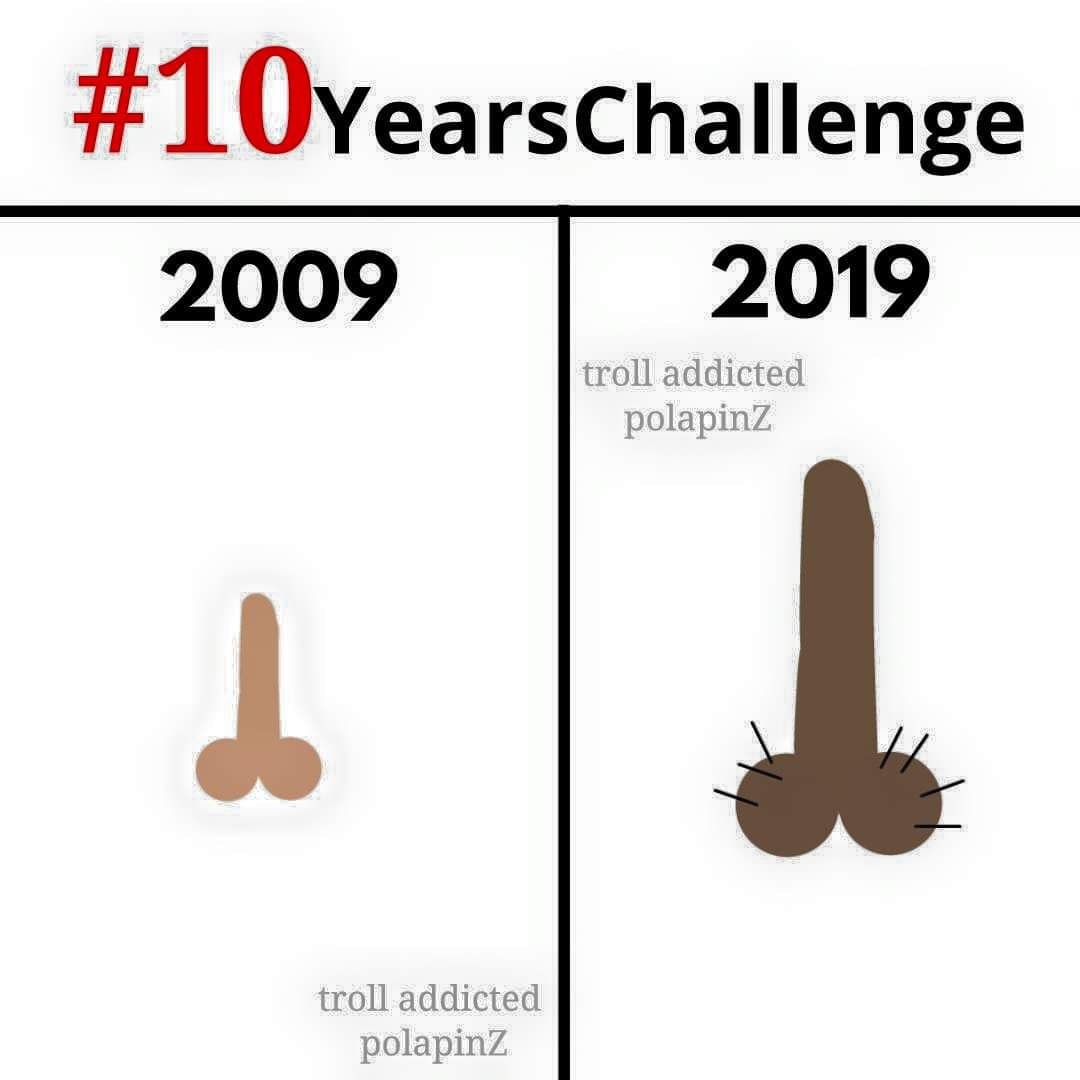 #10YearsChallenge
2009
2019
troll addicted
polapinZ
troll addicted
polapinZ